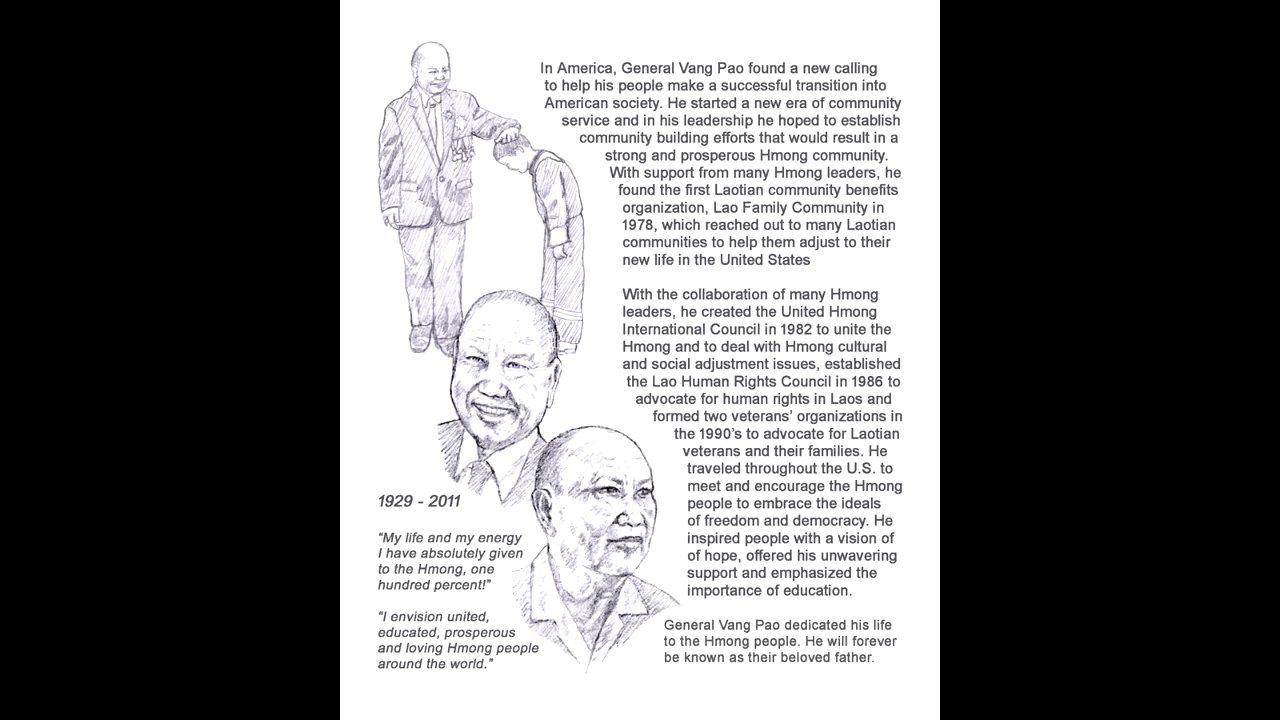 In America, General Vang Pao found a new calling
to help his people make a successful transition into
American society. He started a new era of community
service and in his leadership he hoped to establish
community building efforts that would result in a
strong and prosperous Hmong community.
With support from many Hmong leaders, he
found the first Laotian community benefits
organization, Lao Family Community in
1978, which reached out to many Laotian
communities to help them adjust to their
new life in the United States
With the collaboration of many Hmong
leaders, he created the United Hmong
International Council in 1982 to unite the
Hmong and to deal with Hmong cultural
and social adjustment issues, established
the Lao Human Rights Council in 1986 to
advocate for human rights in Laos and
formed two veterans’ organizations in
the 1990’s to advocate for Laotian
veterans and their families. He
traveled throughout the U.S. to
meet and encourage the Hmong
people to embrace the ideals
of freedom and democracy. He
inspired people with a vision of
of hope, offered his unwavering
support and emphasized the
importance of education.
General Vang Pao dedicated his life
to the Hmong people. He will forever
be known as their beloved father.
1929 - 2011
"My life and my energy
I have absolutely given
to the Hmong, one
hundred percent!"
"I envision united,
educated, prosperous
and loving Hmong people
around the world."